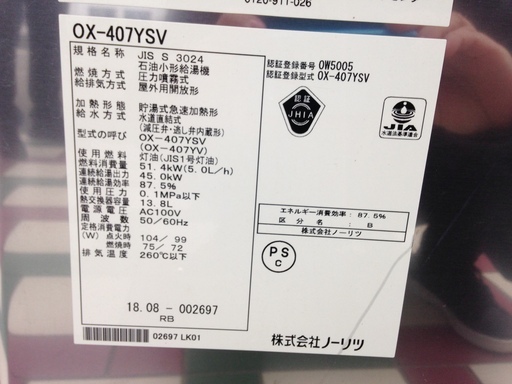 0120-911-026
OX-407YSV
規格名称 JIS S 3024
石油小形給湯機
燃焼方式 圧力噴霧式
給排気方式 屋外用開放形
加熱形態 貯湯式急速加熱形
給水方式 水道直結式
(減圧弁・逃し弁内蔵形)
型式の呼び OX-407YSV
(OX-407YV)
使用燃料 灯油(JIS1号灯油)
燃料消費量 51.4kW(5.0L/h)
連続給湯出力 45.0kW
連続給湯効率 87.5%
使用圧力 0.1MPa以下
熱交換器容量 13.8L
電源電圧 AC100V
周波数 50/60Hz
定格消費電力
(W) 点火時 104/99
燃焼時 75/72
排気温度 260℃以下
18.08-002697
RB
02697 LK01
認証登録番号 OW5005
認証登録型式 OX-407YSV
認証
JHIA
JIA
水道法基準適合
エネルギー消費効率: 87.5%
区分名: B
株式会社ノーリツ
PS
C
株式会社ノーリツ